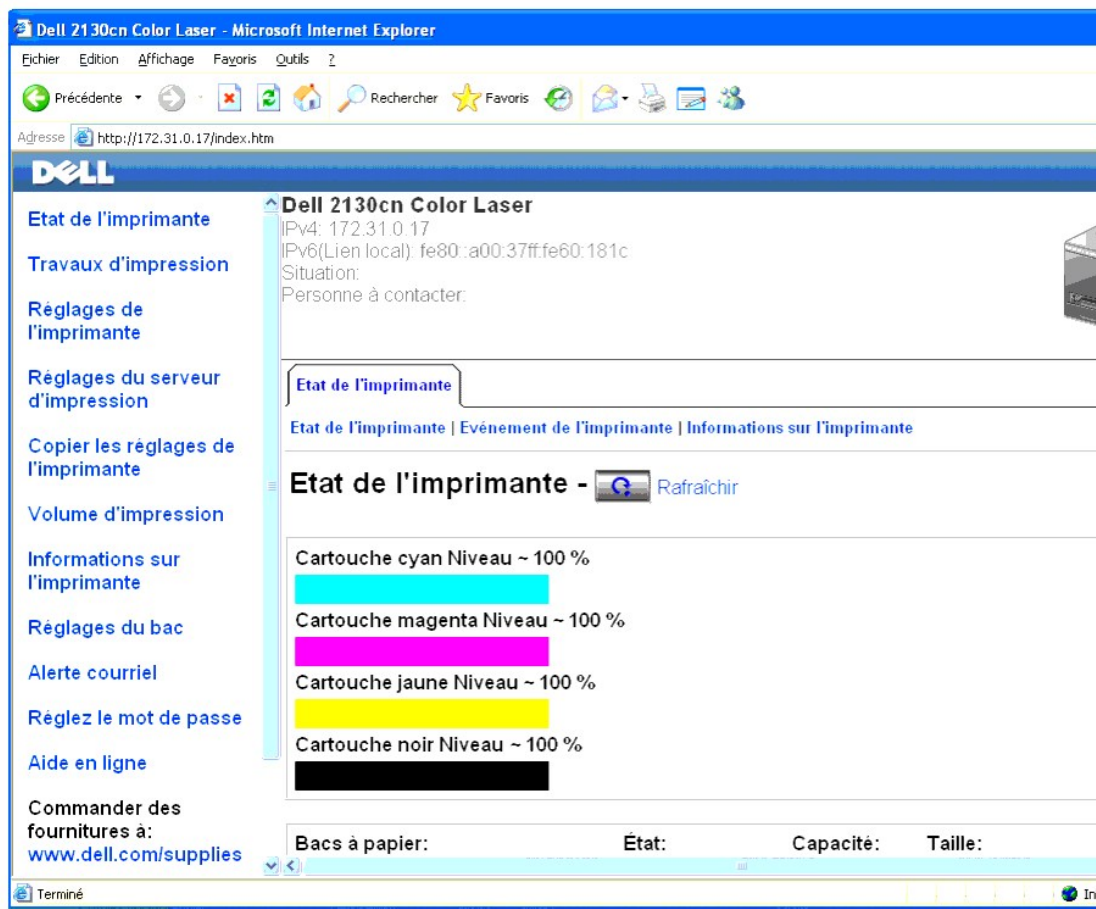 Dell 2130cn Color Laser - Microsoft Internet Explorer
Fichier Edition Affichage Favoris Outils ?
Précédente Rechercher Favoris
Adresse http://172.31.0.17/index.htm
DELL
Etat de l'imprimante
Travaux d'impression
Réglages de
l'imprimante
Réglages du serveur
d'impression
Copier les réglages de
l'imprimante
Volume d'impression
Informations sur
l'imprimante
Réglages du bac
Alerte courriel
Réglez le mot de passe
Aide en ligne
Commander des
fournitures à:
www.dell.com/supplies
Dell 2130cn Color Laser
IPv4: 172.31.0.17
IPv6(Lien local): fe80::a00:37ff:fe60:181c
Situation:
Personne à contacter:
Etat de l'imprimante
Etat de l'imprimante | Evénement de l'imprimante | Informations sur l'imprimante
Etat de l'imprimante - Rafraîchir
Cartouche cyan Niveau ~ 100 %
Cartouche magenta Niveau ~ 100 %
Cartouche jaune Niveau ~ 100 %
Cartouche noir Niveau ~ 100 %
Bacs à papier: État: Capacité: Taille:
Terminé